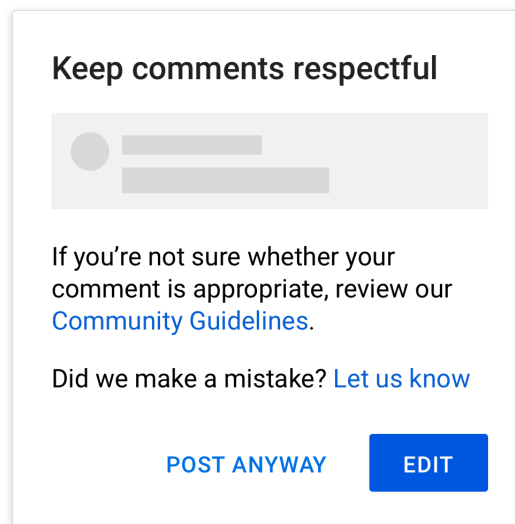 Keep comments respectful
If you’re not sure whether your
comment is appropriate, review our
Community Guidelines.
Did we make a mistake? Let us know
POST ANYWAY EDIT